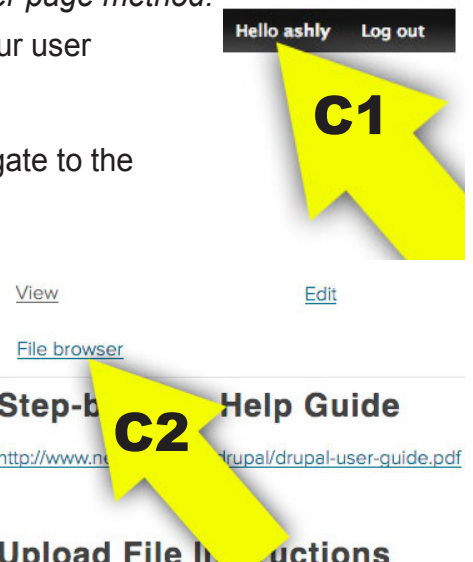 er page method.
ur user
Hello ashly Log out
C1
gate to the
View Edit
File browser
Step-b Help Guide
C2
http://www.ne drupal/drupal-user-guide.pdf
Upload File In uctions